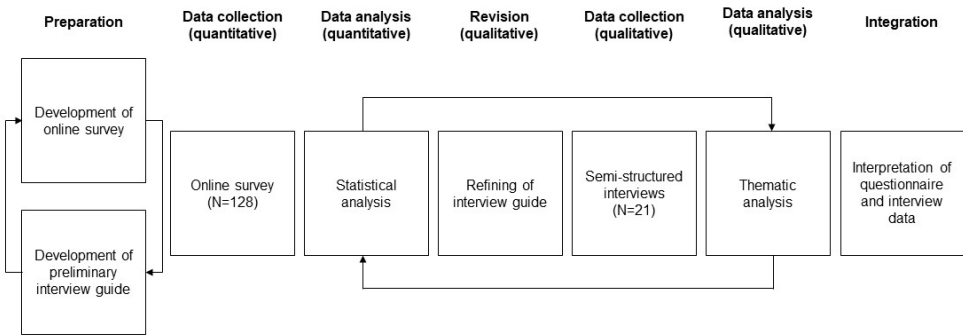 Preparation
Data collection
(quantitative)
Data analysis
(quantitative)
Revision
(qualitative)
Data collection
(qualitative)
Data analysis
(qualitative)
Integration
Development of
online survey
Development of
preliminary
interview guide
Online survey
(N=128)
Statistical
analysis
Refining of
interview guide
Semi-structured
interviews
(N=21)
Thematic
analysis
Interpretation of
questionnaire
and interview
data